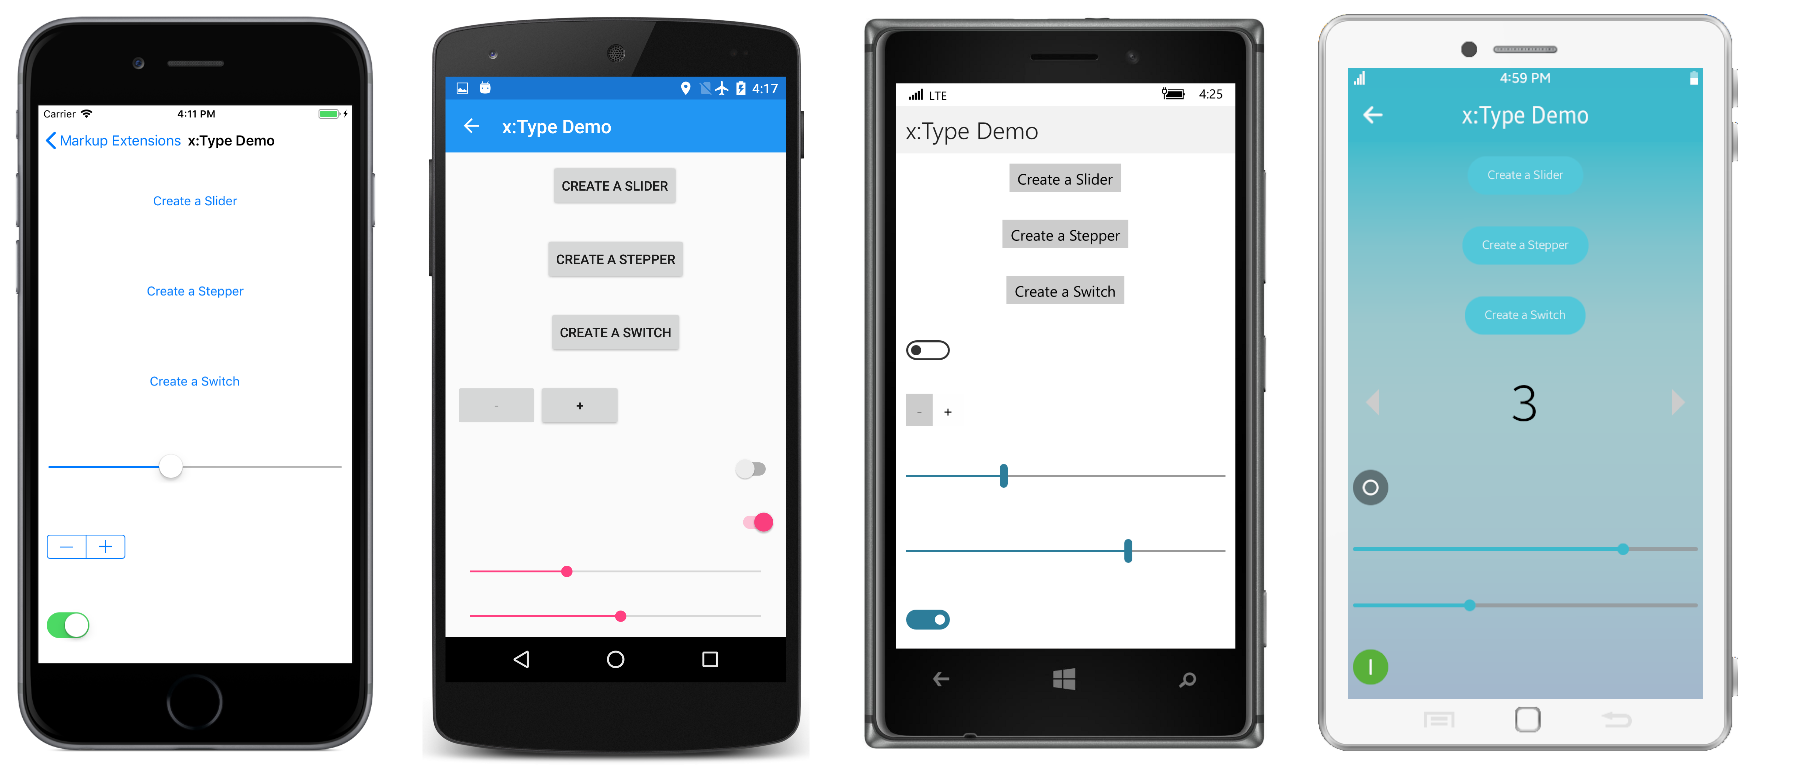 Carrier
4:11 PM
Markup Extensions x:Type Demo
Create a Slider
Create a Stepper
Create a Switch
4:17
x:Type Demo
CREATE A SLIDER
CREATE A STEPPER
CREATE A SWITCH
- +
LTE
4:25
x:Type Demo
Create a Slider
Create a Stepper
Create a Switch
- +
4:59 PM
x:Type Demo
Create a Slider
Create a Stepper
Create a Switch
3